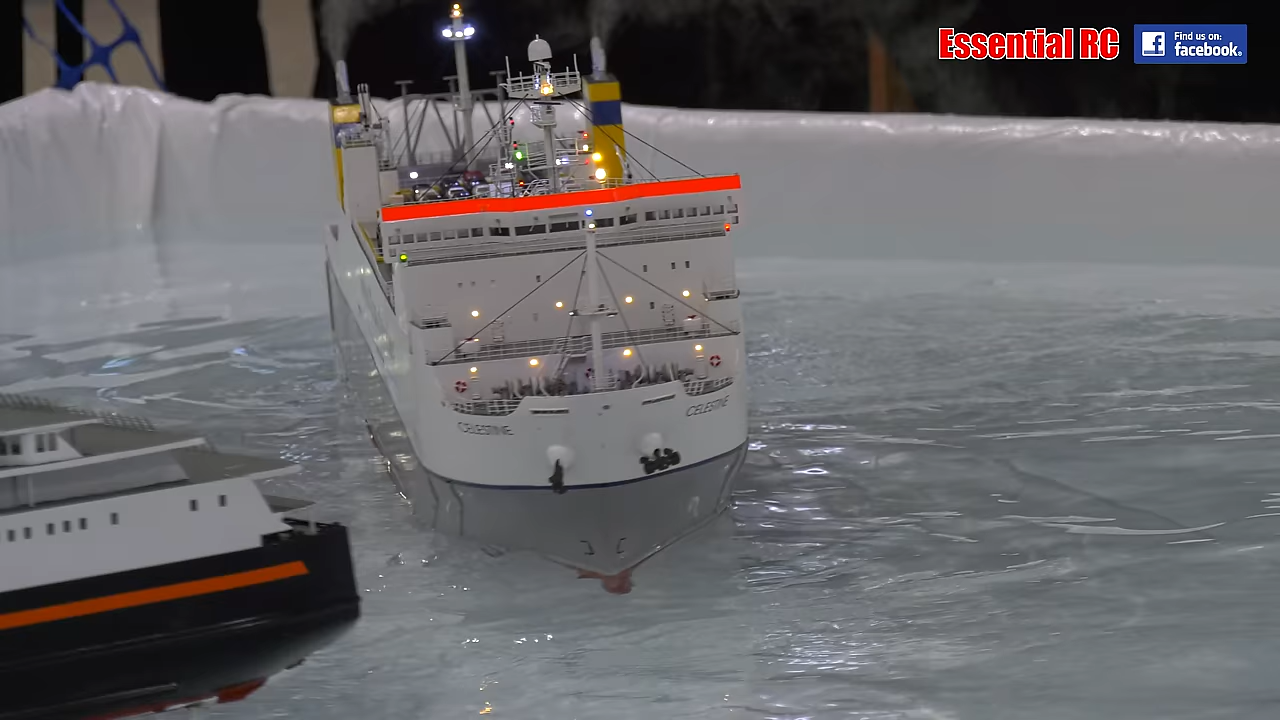 Essential RC
f Find us on:
facebook.
CELESTINE
CELESTINE